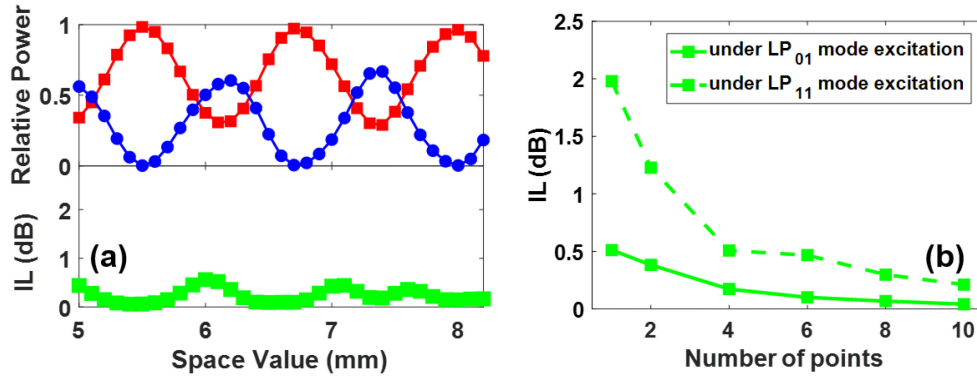 1
0.5
0
Relative Power
2
1
0
IL (dB)
(a)
5
6
7
8
Space Value (mm)
2.5
2
1.5
1
0.5
0
IL (dB)
under LP01 mode excitation
under LP11 mode excitation
(b)
2
4
6
8
10
Number of points